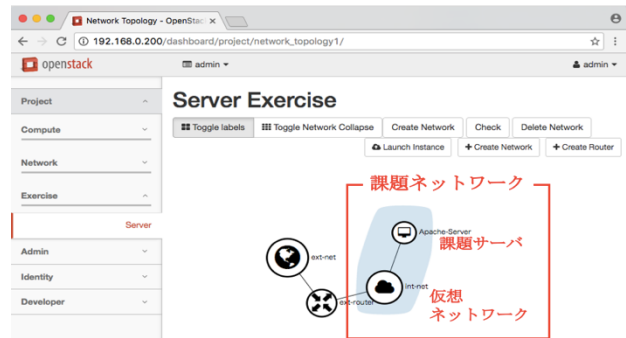 Network Topology - OpenStac
192.168.0.200/dashboard/project/network_topology1/
openstack
admin
admin
Project
Compute
Network
Exercise
Server
Admin
Identity
Developer
Server Exercise
Toggle labels
Toggle Network Collapse
Create Network
Check
Delete Network
Launch Instance
+ Create Network
+ Create Router
課題ネットワーク
Apache-Server
課題サーバ
ext-net
int-net
ext-router
仮想
ネットワーク